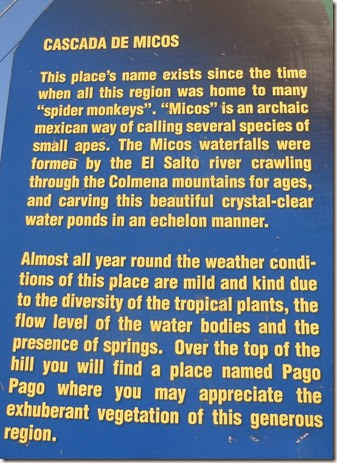 CASCADA DE MICOS
This place's name exists since the time
when all this region was home to many
“spider monkeys”. “Micos” is an archaic
mexican way of calling several species of
small apes. The Micos waterfalls were
formed by the El Salto river crawling
through the Colmena mountains for ages,
and carving this beautiful crystal-clear
water ponds in an echelon manner.
Almost all year round the weather condi-
tions of this place are mild and kind due
to the diversity of the tropical plants, the
flow level of the water bodies and the
presence of springs. Over the top of the
hill you will find a place named Pago
Pago where you may appreciate the
exhuberant vegetation of this generous
region.